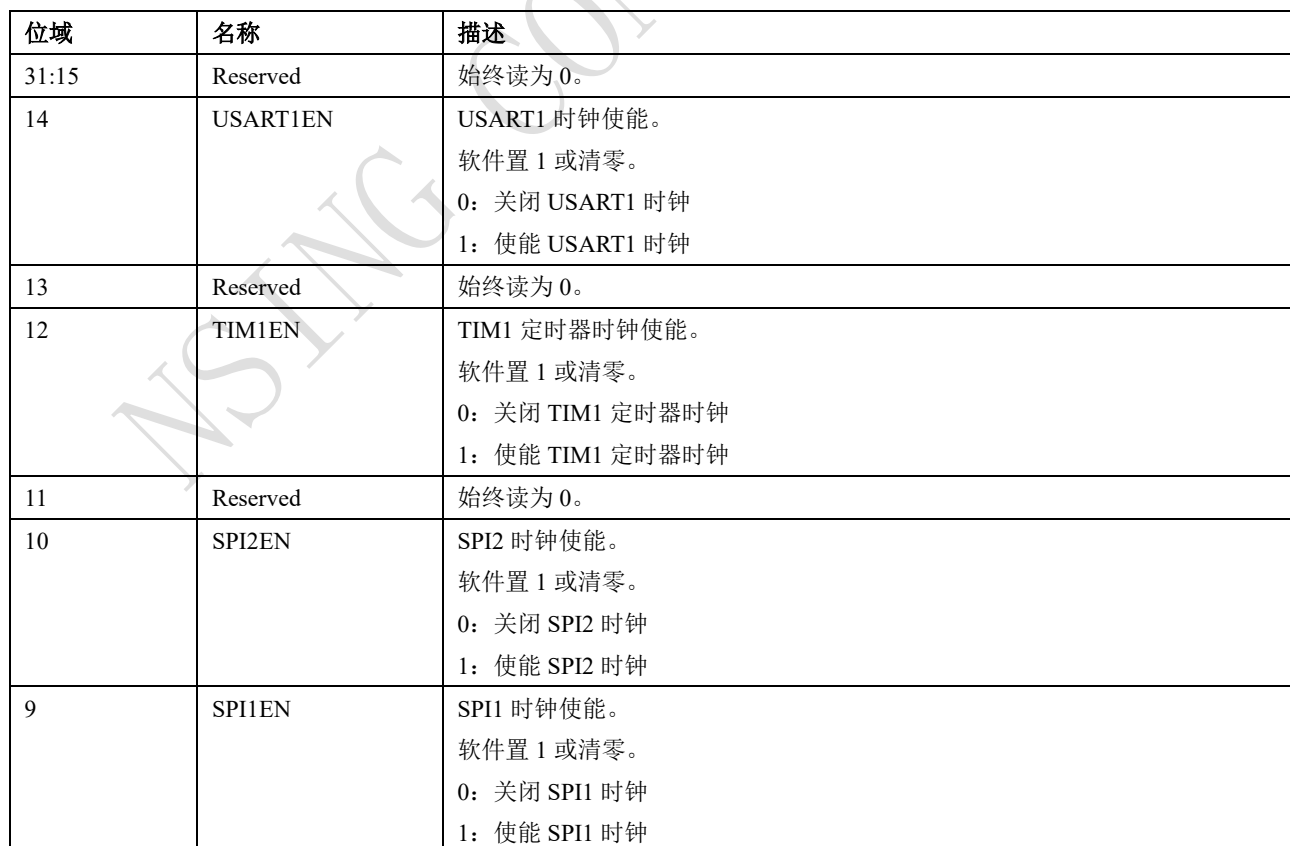 位域 名称 描述
31:15 Reserved 始终读为 0。
14 USART1EN USART1 时钟使能。
软件置 1 或清零。
0：关闭 USART1 时钟
1：使能 USART1 时钟
13 Reserved 始终读为 0。
12 TIM1EN TIM1 定时器时钟使能。
软件置 1 或清零。
0：关闭 TIM1 定时器时钟
1：使能 TIM1 定时器时钟
11 Reserved 始终读为 0。
10 SPI2EN SPI2 时钟使能。
软件置 1 或清零。
0：关闭 SPI2 时钟
1：使能 SPI2 时钟
9 SPI1EN SPI1 时钟使能。
软件置 1 或清零。
0：关闭 SPI1 时钟
1：使能 SPI1 时钟
NSING